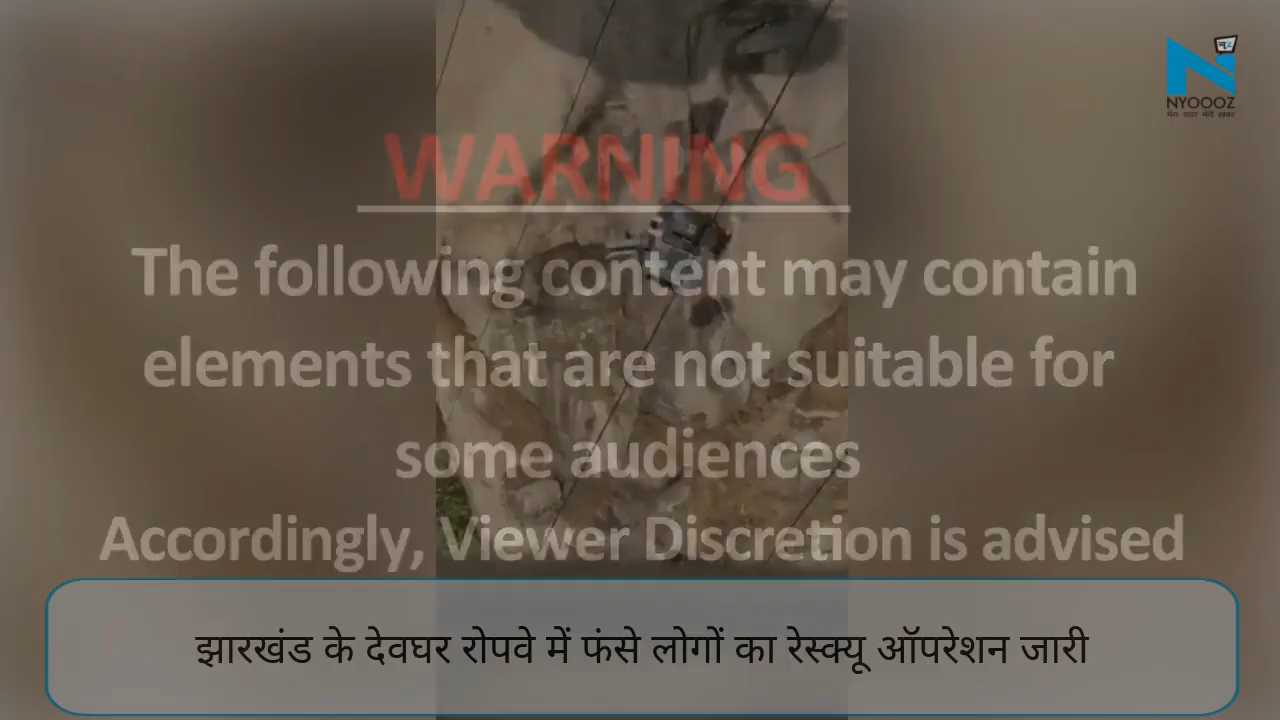 NYOOOZ
WARNING
The following content may contain
elements that are not suitable for
some audiences
Accordingly, Viewer Discretion is advised
झारखंड के देवघर रोपवे में फंसे लोगों का रेस्क्यू ऑपरेशन जारी